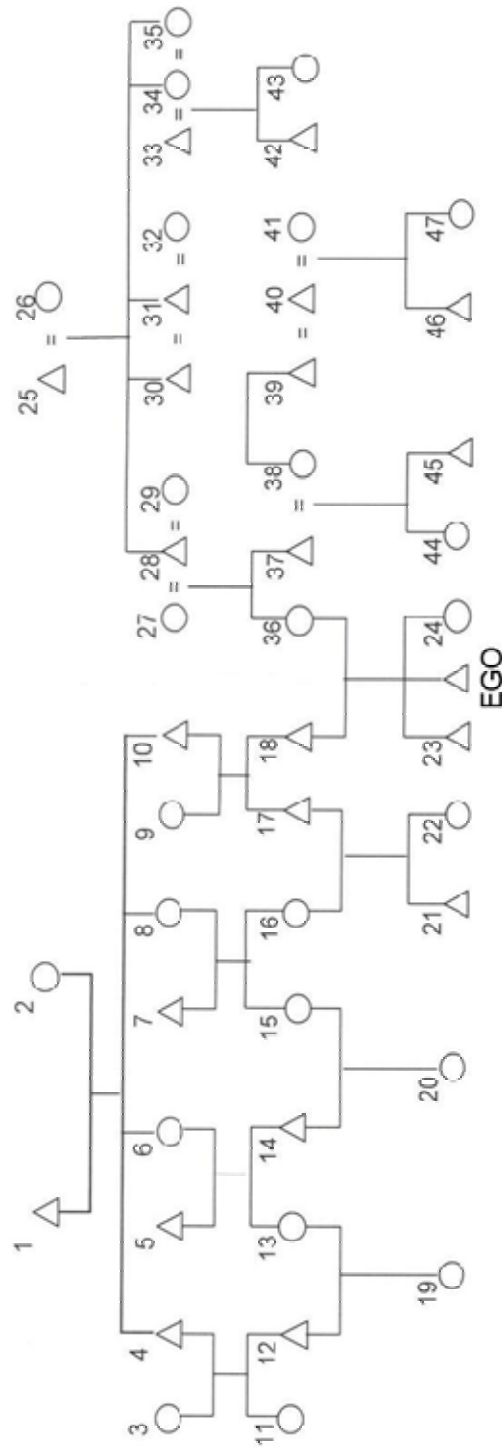 1 2 25 = 26
3 4 5 6 7 8 9 10 27 = 28 = 29 30 = 31 = 32 33 = 34 = 35
11 12 13 14 15 16 17 18 36 37 = 38 39 = 40 = 41 42 43
19 20 21 22 23 24 44 45 46 47
EGO